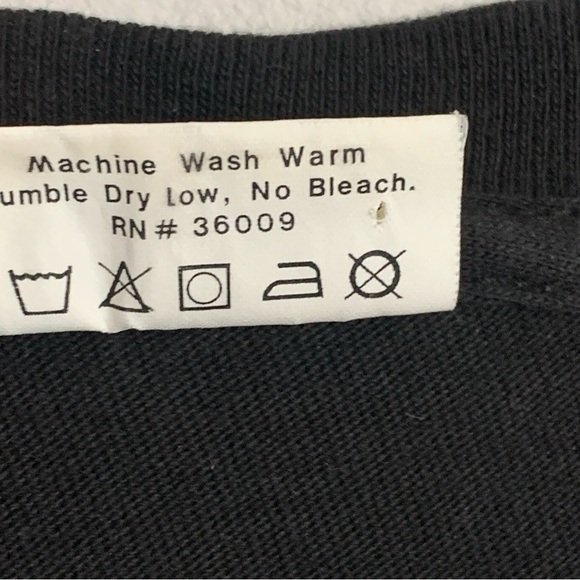 Machine Wash Warm
umble Dry Low, No Bleach.
RN # 36009